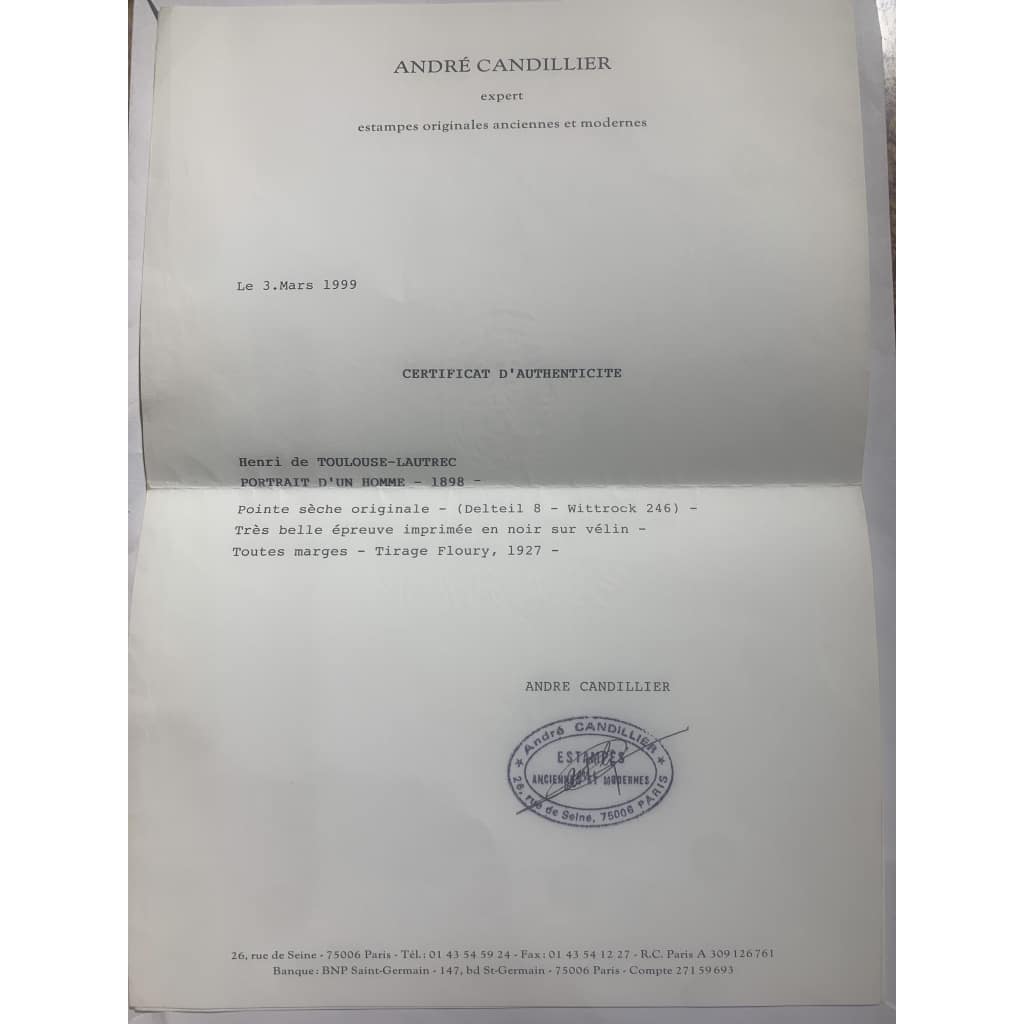 ANDRÉ CANDILLIER
expert
estampes originales anciennes et modernes
Le 3.Mars 1999
CERTIFICAT D'AUTHENTICITE
Henri de TOULOUSE-LAUTREC
PORTRAIT D'UN HOMME - 1898 -
Pointe sèche originale - (Delteil 8 - Wittrock 246) -
Très belle épreuve imprimée en noir sur vélin -
Toutes marges - Tirage Floury, 1927 -
ANDRE CANDILLIER
André CANDILLIER
ESTAMPES
ANCIENNES ET MODERNES
26, rue de Seine, 75006 PARIS
26, rue de Seine - 75006 Paris - Tél.: 01 43 54 59 24 - Fax : 01 43 54 12 27 - R.C. Paris A 309 126 761
Banque : BNP Saint-Germain - 147, bd St-Germain - 75006 Paris - Compte 271 59 693